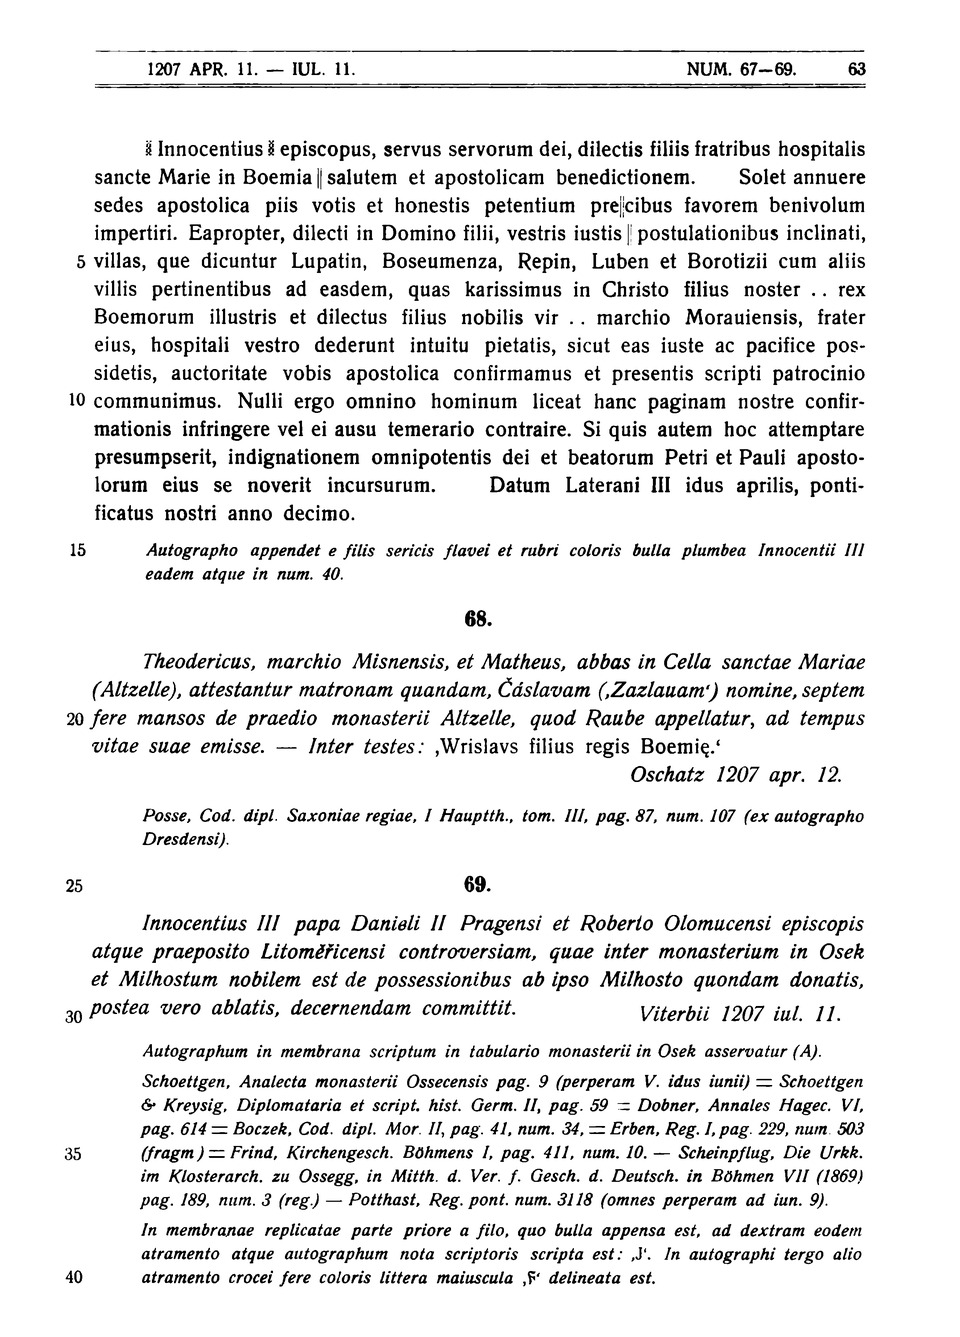 1207 APR. 11. — IUL. 11. NUM. 67—69. 63
Innocentius episcopus, servus servorum dei, dilectis filiis fratribus hospitalis
sancte Marie in Boemia || salutem et apostolicam benedictionem. Solet annuere
sedes apostolica piis votis et honestis petentium pre||cibus favorem benivolum
impertiri. Eapropter, dilecti in Domino filii, vestris iustis || postulationibus inclinati,
5 villas, que dicuntur Lupatin, Boseumenza, Repin, Luben et Borotizii cum aliis
villis pertinentibus ad easdem, quas karissimus in Christo filius noster . . rex
Boemorum illustris et dilectus filius nobilis vir . . marchio Morauiensis, frater
eius, hospitali vestro dederunt intuitu pietatis, sicut eas iuste ac pacifice pos-
sidetis, auctoritate vobis apostolica confirmamus et presentis scripti patrocinio
10 communimus. Nulli ergo omnino hominum liceat hanc paginam nostre confir-
mationis infringere vel ei ausu temerario contraire. Si quis autem hoc attemptare
presumpserit, indignationem omnipotentis dei et beatorum Petri et Pauli aposto-
lorum eius se noverit incursurum. Datum Laterani III idus aprilis, ponti-
ficatus nostri anno decimo.
15 Autographo appendet e filis sericis flavei et rubri coloris bulla plumbea Innocentii III
eadem atque in num. 40.
68.
Theodericus, marchio Misnensis, et Matheus, abbas in Cella sanctae Mariae
(Altzelle), attestantur matronam quandam, Čáslavam (‚Zazlauam‘) nomine, septem
20 fere mansos de praedio monasterii Altzelle, quod Raube appellatur, ad tempus
vitae suae emisse. — Inter testes: ‚Wrislavs filius regis Boemię.‘
Oschatz 1207 apr. 12.
Posse, Cod. dipl. Saxoniae regiae, I Hauptth., tom. III, pag. 87, num. 107 (ex autographo
Dresdensi).
25 69.
Innocentius III papa Danieli II Pragensi et Roberto Olomucensi episcopis
atque praeposito Litoměřicensi controversiam, quae inter monasterium in Osek
et Milhostum nobilem est de possessionibus ab ipso Milhosto quondam donatis,
30 postea vero ablatis, decernendam committit. Viterbii 1207 iul. 11.
Autographum in membrana scriptum in tabulario monasterii in Osek asservatur (A).
Schoettgen, Analecta monasterii Ossecensis pag. 9 (perperam V. idus iunii) = Schoettgen
& Kreysig, Diplomataria et script. hist. Germ. II, pag. 59 = Dobner, Annales Hagec. VI,
pag. 614 = Boczek, Cod. dipl. Mor. II, pag. 41, num. 34, = Erben, Reg. I, pag. 229, num. 503
35 (fragm) = Frind, Kirchengesch. Böhmens I, pag. 411, num. 10. — Scheinpflug, Die Urkk.
im Klosterarch. zu Ossegg, in Mitth. d. Ver. f. Gesch. d. Deutsch. in Böhmen VII (1869)
pag. 189, num. 3 (reg.) — Potthast, Reg. pont. num. 3118 (omnes perperam ad iun. 9).
In membranae replicatae parte priore a filo, quo bulla appensa est, ad dextram eodem
atramento atque autographum nota scriptoris scripta est: ‚J‘. In autographi tergo alio
40 atramento crocei fere coloris littera maiuscula ‚F‘ delineata est.